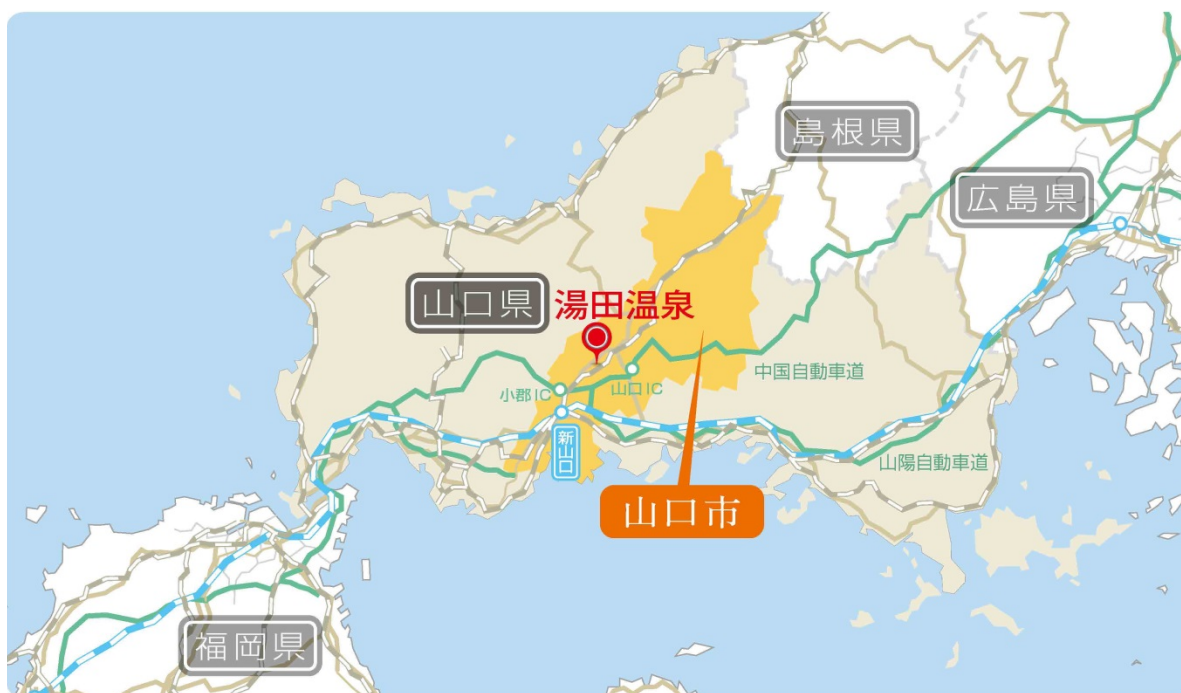 島根県
広島県
山口県
湯田温泉
中国自動車道
小郡IC
山口IC
新山口
山陽自動車道
山口市
福岡県